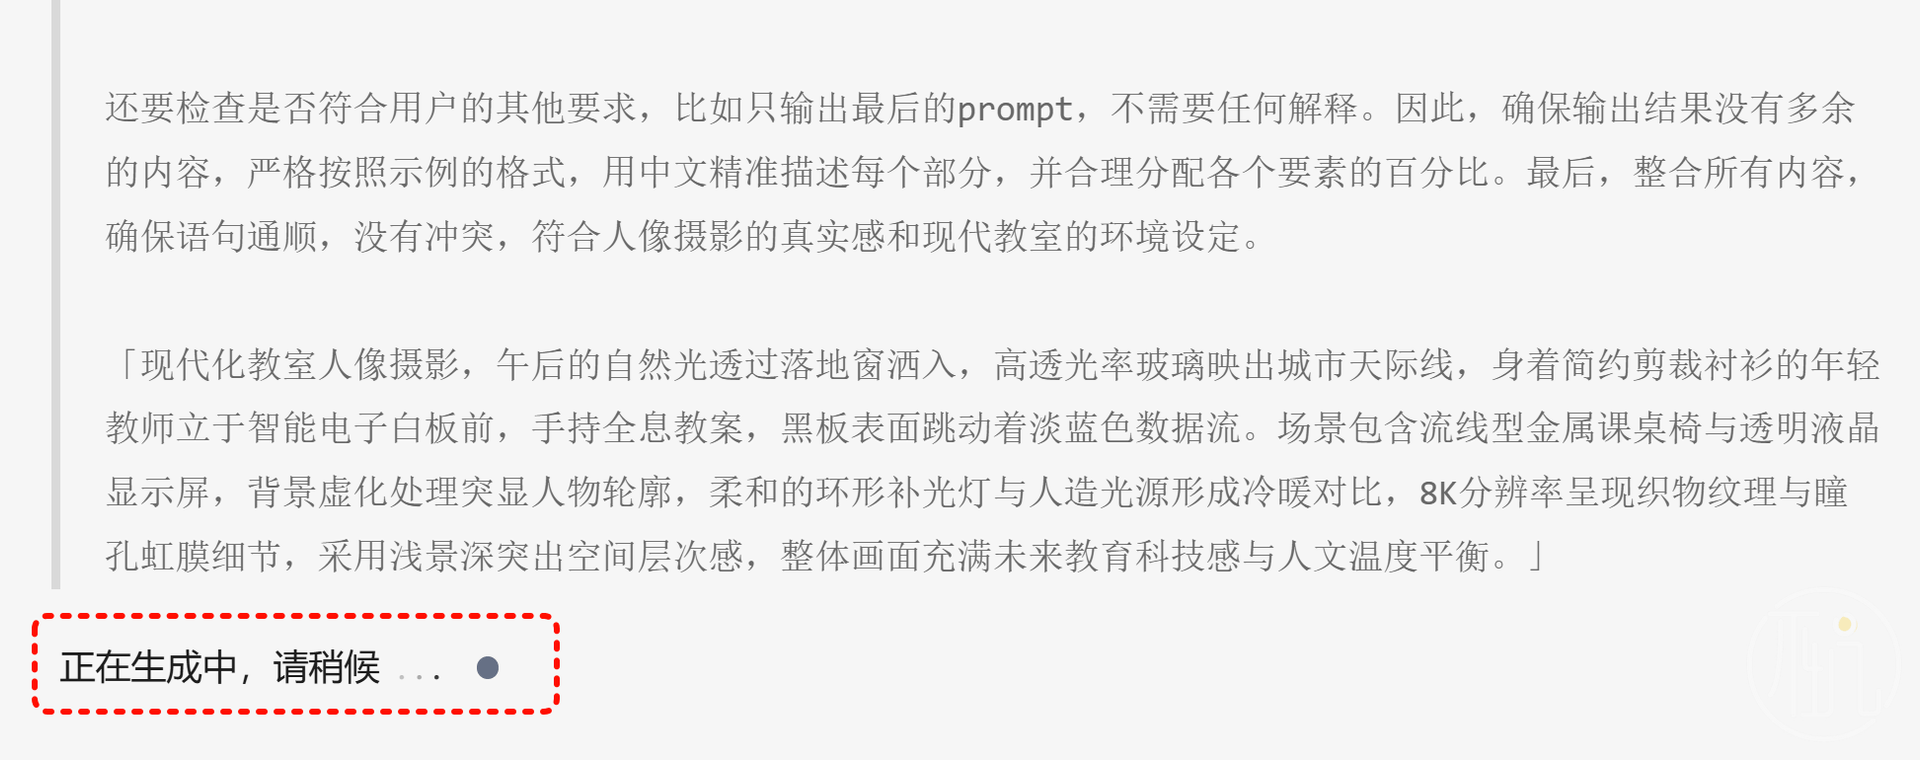 还要检查是否符合用户的其他要求，比如只输出最后的prompt，不需要任何解释。因此，确保输出结果没有多余
的内容，严格按照示例的格式，用中文精准描述每个部分，并合理分配各个要素的百分比。最后，整合所有内容，
确保语句通顺，没有冲突，符合人像摄影的真实感和现代教室的环境设定。
「现代化教室人像摄影，午后的自然光透过落地窗洒入，高透光率玻璃映出城市天际线，身着简约剪裁衬衫的年轻
教师立于智能电子白板前，手持全息教案，黑板表面跳动着淡蓝色数据流。场景包含流线型金属课桌椅与透明液晶
显示屏，背景虚化处理突显人物轮廓，柔和的环形补光灯与人造光源形成冷暖对比，8K分辨率呈现织物纹理与瞳
孔虹膜细节，采用浅景深突出空间层次感，整体画面充满未来教育科技感与人文温度平衡。」
正在生成中，请稍候 ...